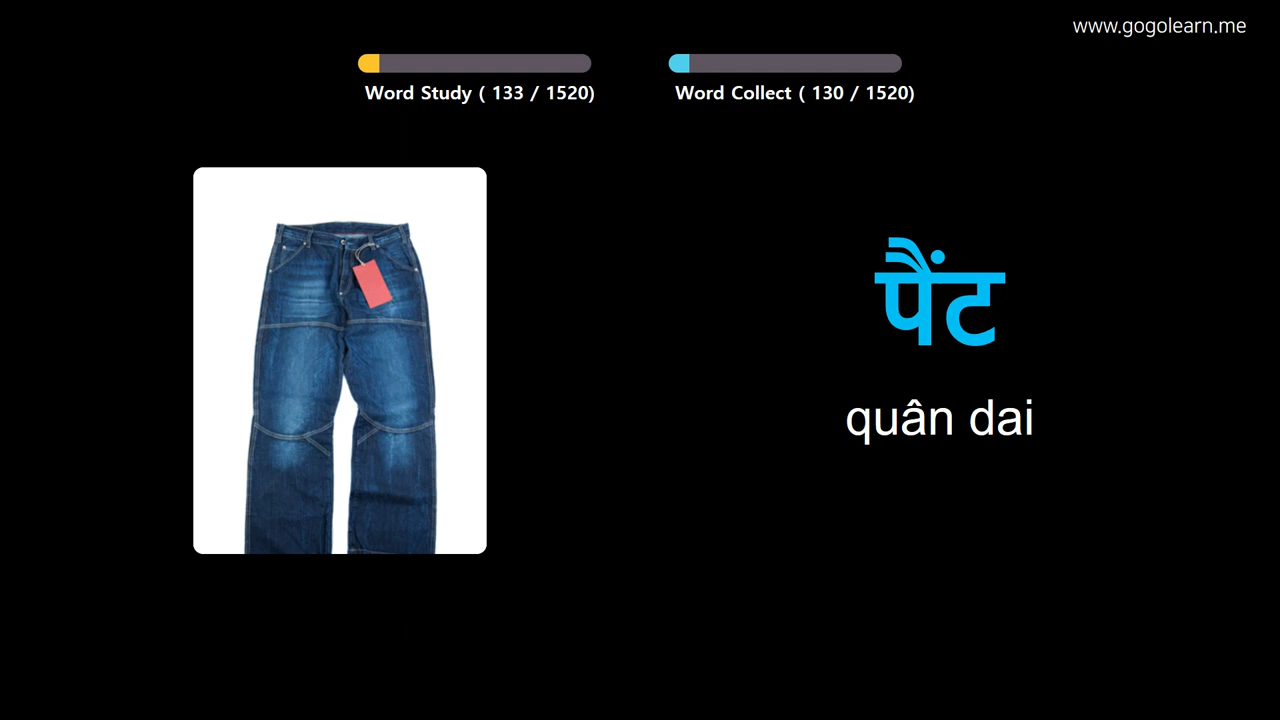 www.gogolearn.me
Word Study ( 133 / 1520)
Word Collect ( 130 / 1520)
पैंट
quân dai